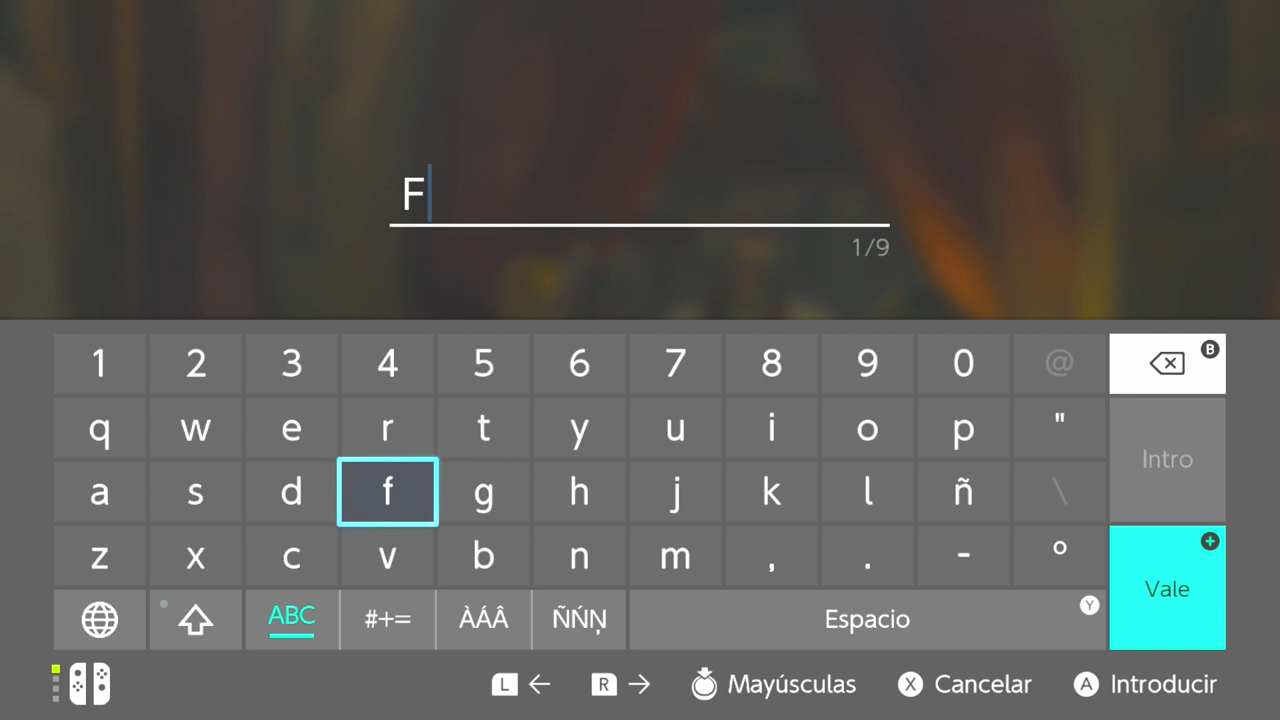 F
1/9
1 2 3 4 5 6 7 8 9 0 @ B
q w e r t y u i o p "
Intro
a s d f g h j k l ñ \
z x c v b n m , . - º
+
Vale
ABC #+= ÀÁÂ ÑŃŅ Espacio Y
L ← R → Mayúsculas X Cancelar A Introducir